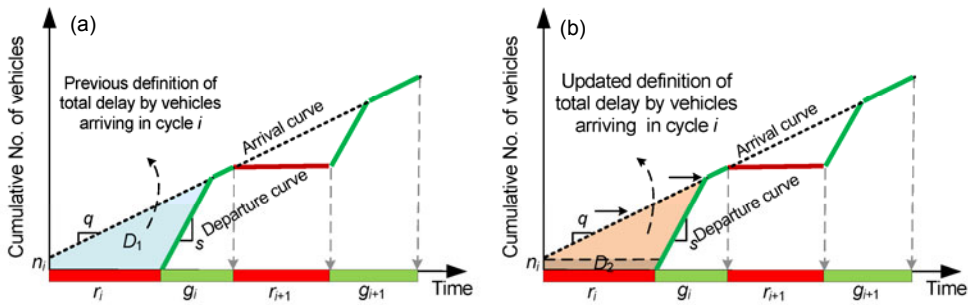 (a)
Cumulative No. of vehicles
Previous definition of
total delay by vehicles
arriving in cycle i
Arrival curve
Departure curve
q
s
D1
ni
ri
gi
ri+1
gi+1
Time
(b)
Cumulative No. of vehicles
Updated definition of
total delay by vehicles
arriving in cycle i
Arrival curve
Departure curve
q
s
D2
ni
ri
gi
ri+1
gi+1
Time